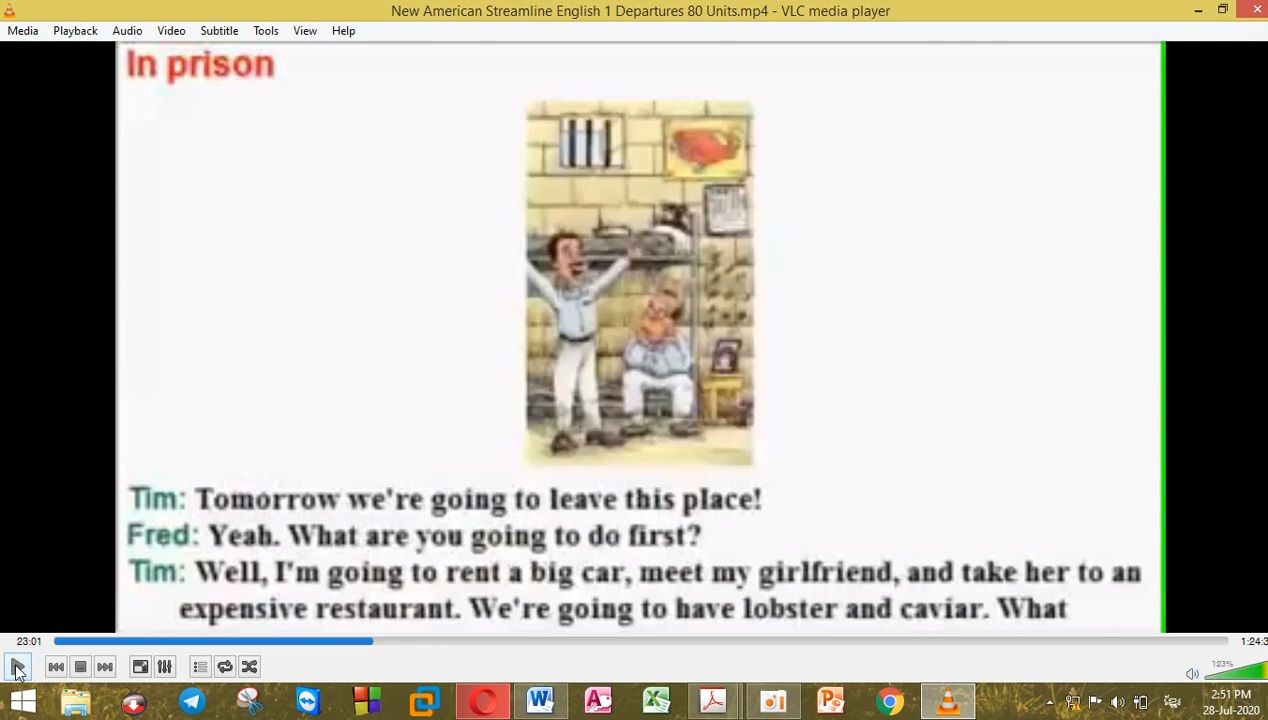 New American Streamline English 1 Departures 80 Units.mp4 - VLC media player
Media Playback Audio Video Subtitle Tools View Help
In prison
Tim: Tomorrow we're going to leave this place!
Fred: Yeah. What are you going to do first?
Tim: Well, I'm going to rent a big car, meet my girlfriend, and take her to an
expensive restaurant. We're going to have lobster and caviar. What
23:01
1:24:3
123%
2:51 PM
28-Jul-2020